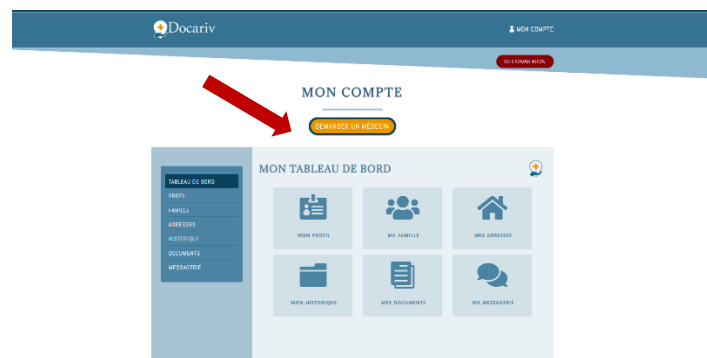 Docariv
MON COMPTE
DECONNEXION
MON COMPTE
DEMANDER UN MÉDECIN
MON TABLEAU DE BORD
TABLEAU DE BORD
PROFIL
FAMILLE
ADRESSES
HISTORIQUE
DOCUMENTS
MESSAGERIE
MON PROFIL
MA FAMILLE
MES ADRESSES
MON HISTORIQUE
MES DOCUMENTS
MA MESSAGERIE